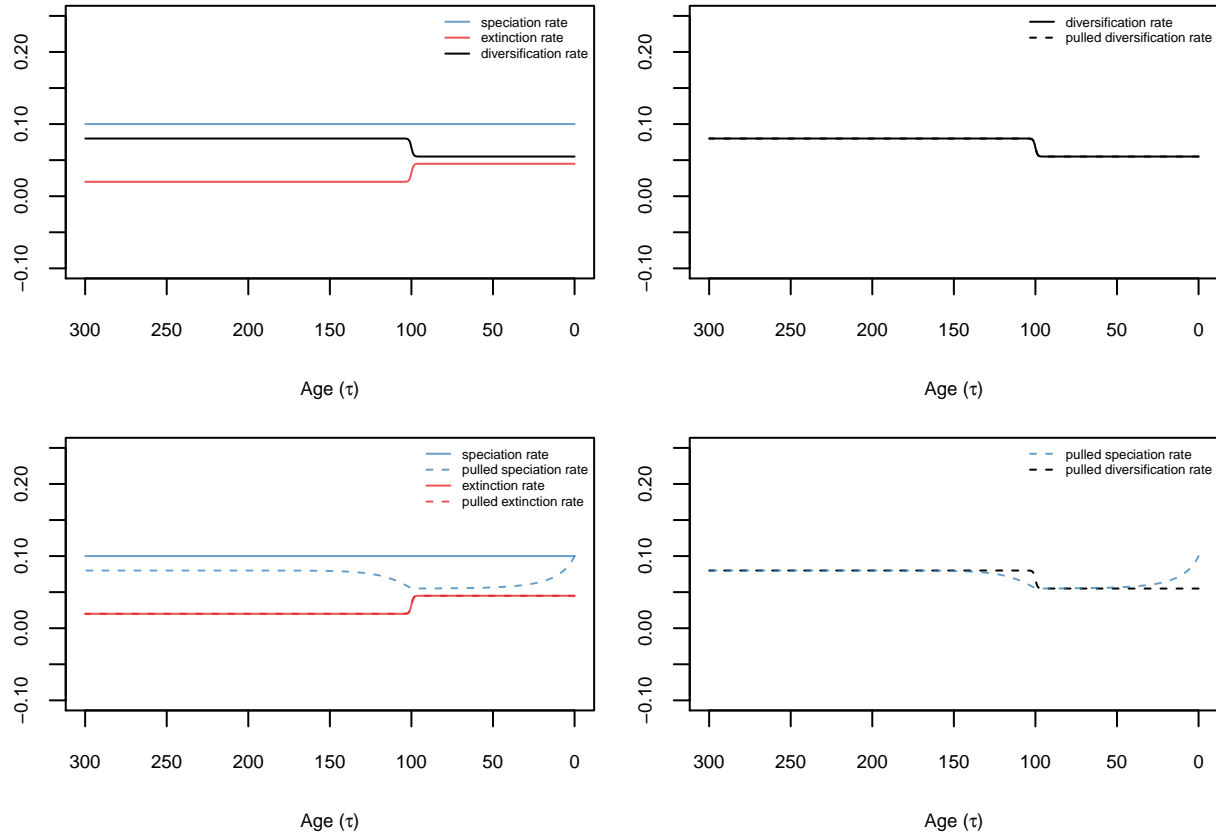 speciation rate
extinction rate
diversification rate
0.20
0.10
0.00
−0.10
300 250 200 150 100 50 0
Age (τ)
diversification rate
pulled diversification rate
0.20
0.10
0.00
−0.10
300 250 200 150 100 50 0
Age (τ)
speciation rate
pulled speciation rate
extinction rate
pulled extinction rate
0.20
0.10
0.00
−0.10
300 250 200 150 100 50 0
Age (τ)
pulled speciation rate
pulled diversification rate
0.20
0.10
0.00
−0.10
300 250 200 150 100 50 0
Age (τ)